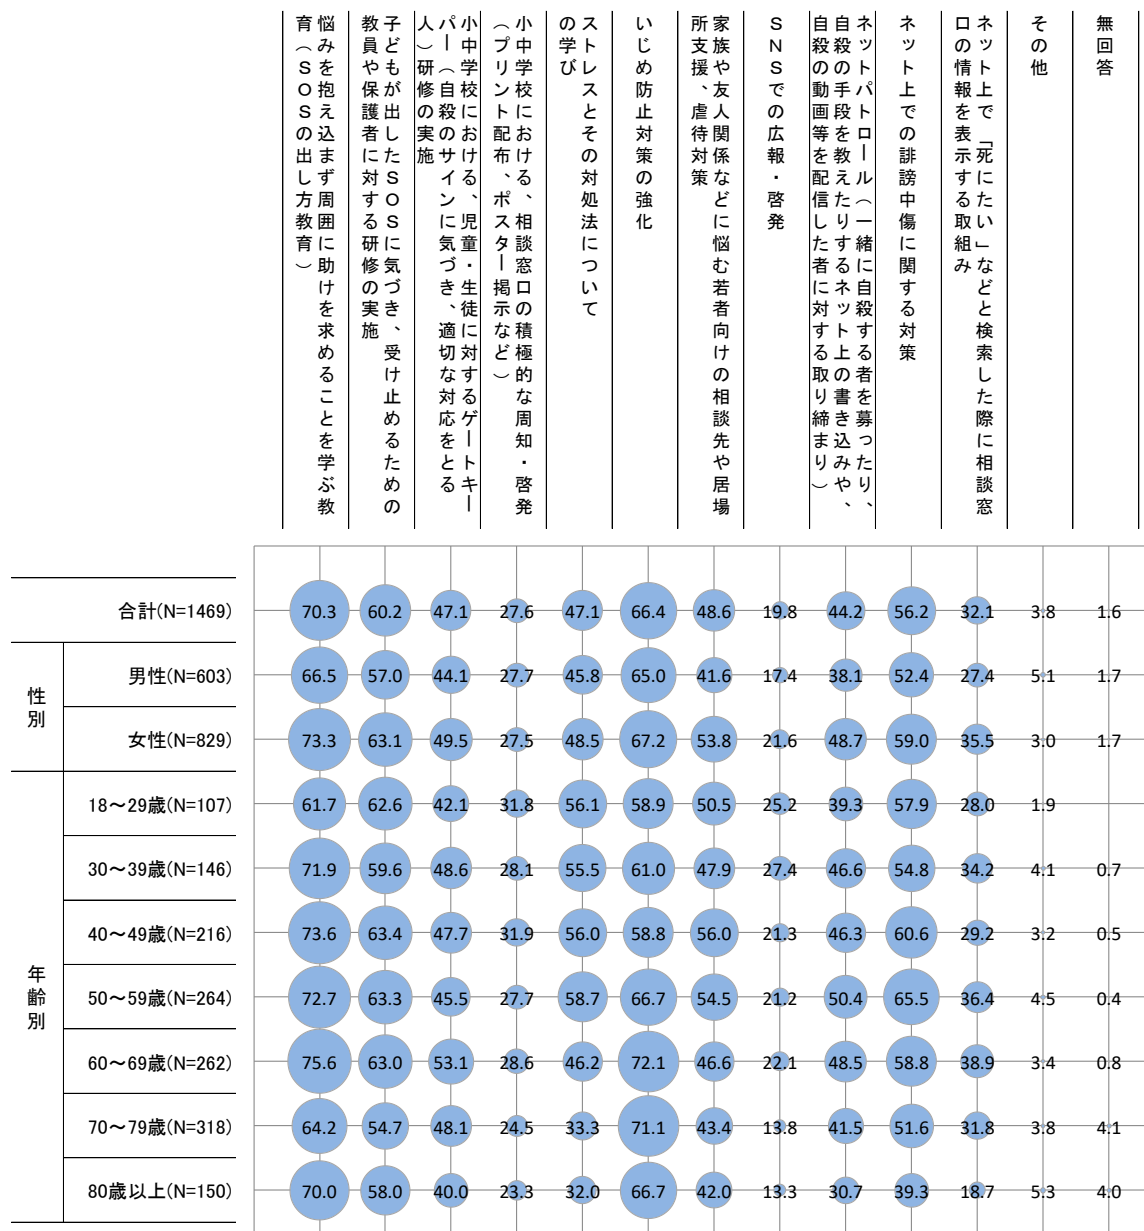 悩みを抱え込まず周囲に助けを求めることを学ぶ教
育（ＳＯＳの出し方教育）
子どもが出したＳＯＳに気づき、受け止めるための
教員や保護者に対する研修の実施
小中学校における、児童・生徒に対するゲートキー
パー（自殺のサインに気づき、適切な対応をとる
人）研修の実施
小中学校における、相談窓口の積極的な周知・啓発
（プリント配布、ポスター掲示など）
ストレスとその対処法について
の学び
いじめ防止対策の強化
家族や友人関係などに悩む若者向けの相談先や居場
所支援、虐待対策
ＳＮＳでの広報・啓発
ネットパトロール（一緒に自殺する者を募ったり、
自殺の手段を教えたりするネット上の書き込みや、
自殺の動画等を配信した者に対する取り締まり）
ネット上での誹謗中傷に関する対策
ネット上で「死にたい」などと検索した際に相談窓
口の情報を表示する取組み
その他
無回答
合計(N=1469) 70.3 60.2 47.1 27.6 47.1 66.4 48.6 19.8 44.2 56.2 32.1 3.8 1.6
性別
男性(N=603) 66.5 57.0 44.1 27.7 45.8 65.0 41.6 17.4 38.1 52.4 27.4 5.1 1.7
女性(N=829) 73.3 63.1 49.5 27.5 48.5 67.2 53.8 21.6 48.7 59.0 35.5 3.0 1.7
年齢別
18～29歳(N=107) 61.7 62.6 42.1 31.8 56.1 58.9 50.5 25.2 39.3 57.9 28.0 1.9
30～39歳(N=146) 71.9 59.6 48.6 28.1 55.5 61.0 47.9 27.4 46.6 54.8 34.2 4.1 0.7
40～49歳(N=216) 73.6 63.4 47.7 31.9 56.0 58.8 56.0 21.3 46.3 60.6 29.2 3.2 0.5
50～59歳(N=264) 72.7 63.3 45.5 27.7 58.7 66.7 54.5 21.2 50.4 65.5 36.4 4.5 0.4
60～69歳(N=262) 75.6 63.0 53.1 28.6 46.2 72.1 46.6 22.1 48.5 58.8 38.9 3.4 0.8
70～79歳(N=318) 64.2 54.7 48.1 24.5 33.3 71.1 43.4 13.8 41.5 51.6 31.8 3.8 4.1
80歳以上(N=150) 70.0 58.0 40.0 23.3 32.0 66.7 42.0 13.3 30.7 39.3 18.7 5.3 4.0